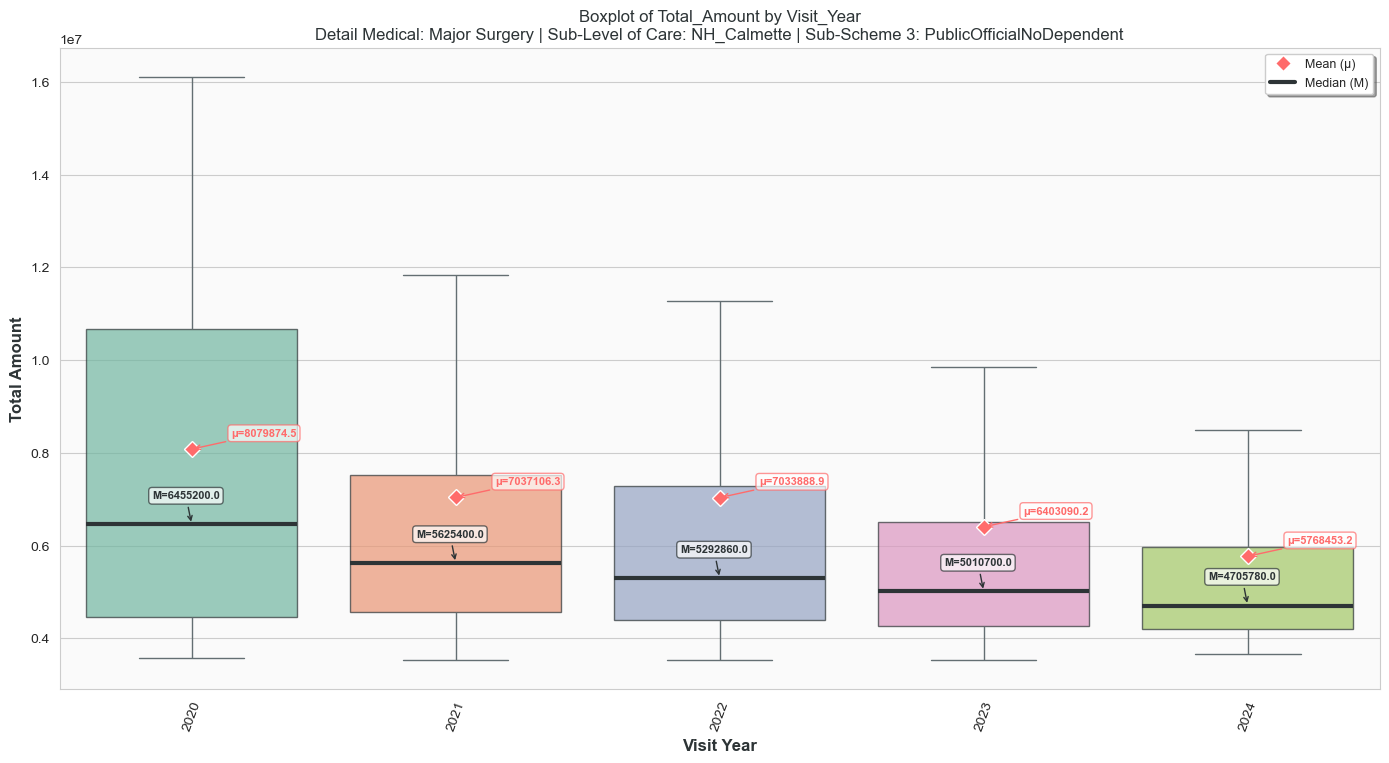 Boxplot of Total_Amount by Visit_Year
Detail Medical: Major Surgery | Sub-Level of Care: NH_Calmette | Sub-Scheme 3: PublicOfficialNoDependent
1e7
Mean (μ)
Median (M)
1.6
1.4
1.2
1.0
0.8
0.6
0.4
Total Amount
μ=8079874.5
M=6455200.0
μ=7037106.3
M=5625400.0
μ=7033888.9
M=5292860.0
μ=6403090.2
M=5010700.0
μ=5768453.2
M=4705780.0
2020
2021
2022
2023
2024
Visit Year